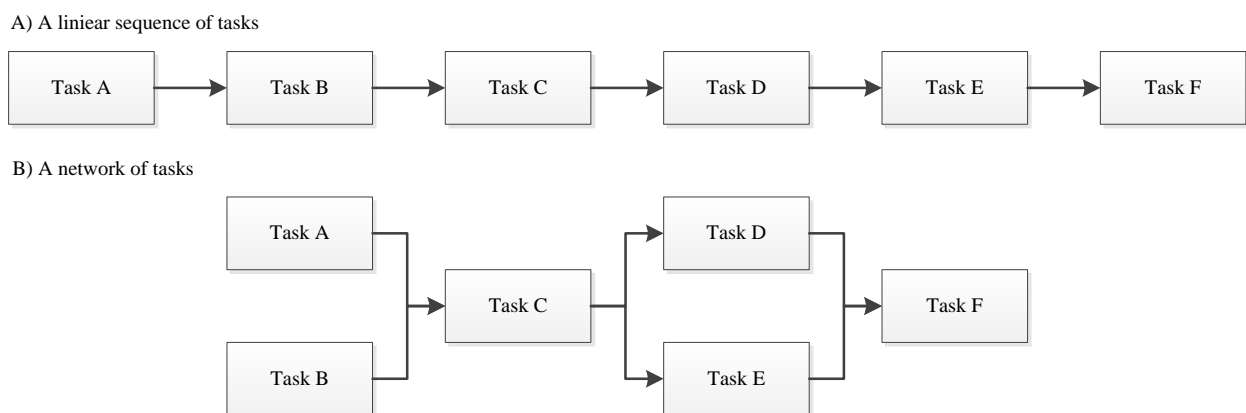 A) A liniear sequence of tasks
Task A
Task B
Task C
Task D
Task E
Task F
B) A network of tasks
Task A
Task D
Task C
Task F
Task B
Task E